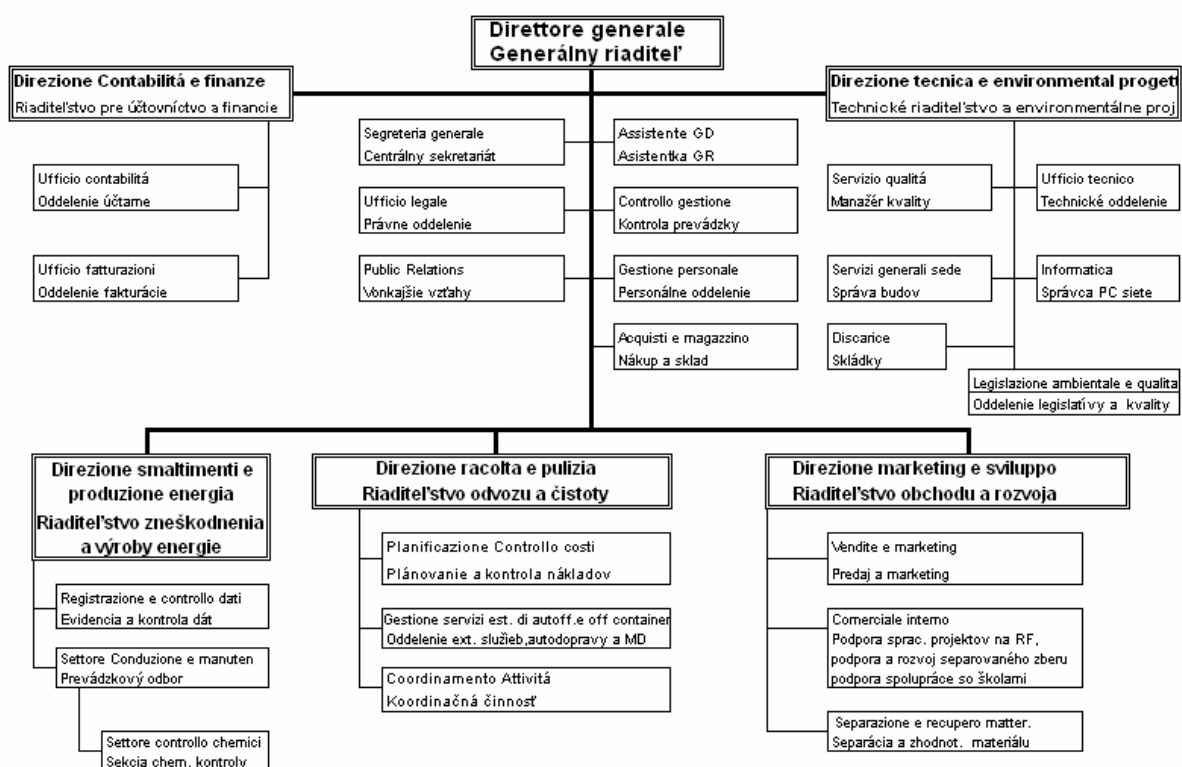 Direttore generale
Generálny riaditeľ
Direzione Contabilitá e finanze
Riaditeľstvo pre účtovníctvo a financie
Direzione tecnica e environmental progett
Technické riaditeľstvo a environmentálne proj
Segreteria generale
Centrálny sekretariát
Assistente GD
Asistentka GR
Ufficio contabilitá
Oddelenie účtarne
Ufficio legale
Právne oddelenie
Controllo gestione
Kontrola prevádzky
Servizio qualitá
Manažér kvality
Ufficio tecnico
Technické oddelenie
Ufficio fatturazioni
Oddelenie fakturácie
Public Relations
Vonkajšie vzťahy
Gestione personale
Personálne oddelenie
Servizi generali sede
Správa budov
Informatica
Správca PC siete
Acquisti e magazzino
Nákup a sklad
Discarice
Skládky
Legislazione ambientale e qualita
Oddelenie legislatívy a kvality
Direzione smaltimenti e
produzione energia
Riaditeľstvo zneškodnenia
a výroby energie
Direzione racolta e pulizia
Riaditeľstvo odvozu a čistoty
Direzione marketing e sviluppo
Riaditeľstvo obchodu a rozvoja
Registrazione e controllo dati
Evidencia a kontrola dát
Settore Conduzione e manuten
Prevádzkový odbor
Settore controllo chemici
Sekcia chem. kontroly
Planificazione Controllo costi
Plánovanie a kontrola nákladov
Gestione servizi est. di autoff.e off container
Oddelenie ext. služieb,autodopravy a MD
Coordinamento Attivitá
Koordinačná činnosť
Vendite e marketing
Predaj a marketing
Comerciale interno
Podpora sprac. projektov na RF,
podpora a rozvoj separovaného zberu
podpora spolupráce so školami
Separazione e recupero matter.
Separácia a zhodnot. materiálu